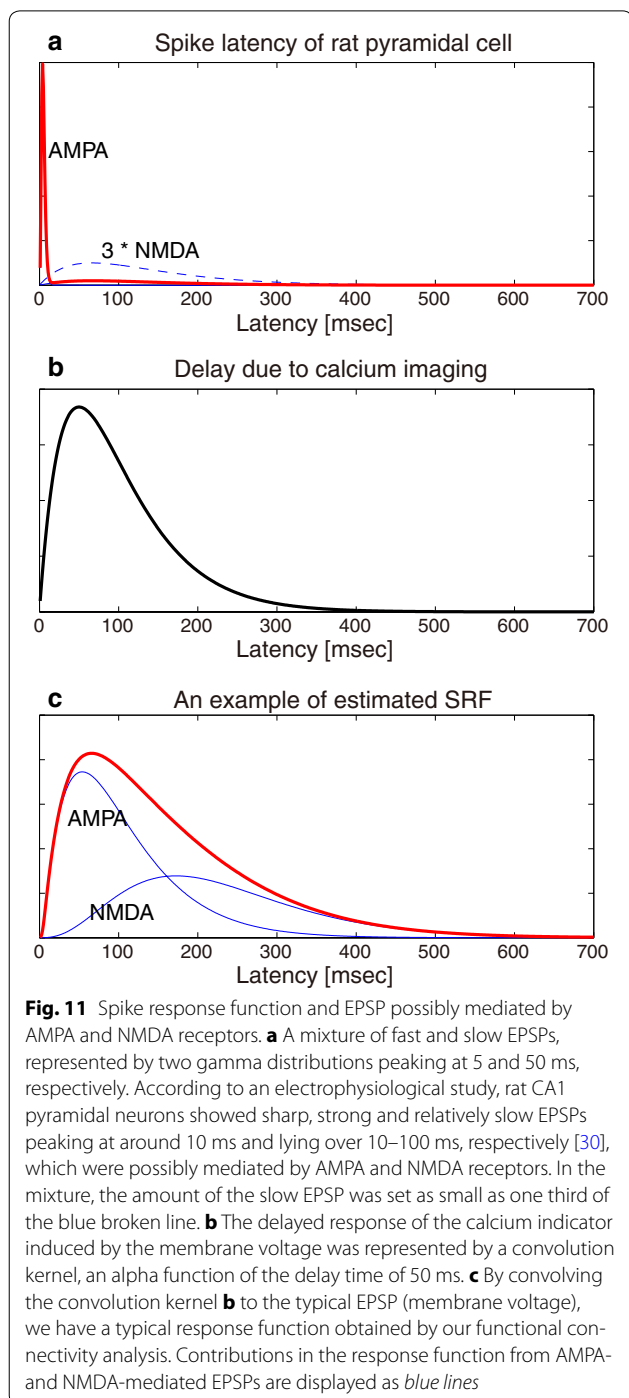 a Spike latency of rat pyramidal cell
AMPA
3 * NMDA
0 100 200 300 400 500 600 700
Latency [msec]
b Delay due to calcium imaging
0 100 200 300 400 500 600 700
Latency [msec]
c An example of estimated SRF
AMPA
NMDA
0 100 200 300 400 500 600 700
Latency [msec]
Fig. 11 Spike response function and EPSP possibly mediated by
AMPA and NMDA receptors. a A mixture of fast and slow EPSPs,
represented by two gamma distributions peaking at 5 and 50 ms,
respectively. According to an electrophysiological study, rat CA1
pyramidal neurons showed sharp, strong and relatively slow EPSPs
peaking at around 10 ms and lying over 10–100 ms, respectively [30],
which were possibly mediated by AMPA and NMDA receptors. In the
mixture, the amount of the slow EPSP was set as small as one third of
the blue broken line. b The delayed response of the calcium indicator
induced by the membrane voltage was represented by a convolution
kernel, an alpha function of the delay time of 50 ms. c By convolving
the convolution kernel b to the typical EPSP (membrane voltage),
we have a typical response function obtained by our functional con-
nectivity analysis. Contributions in the response function from AMPA-
and NMDA-mediated EPSPs are displayed as blue lines